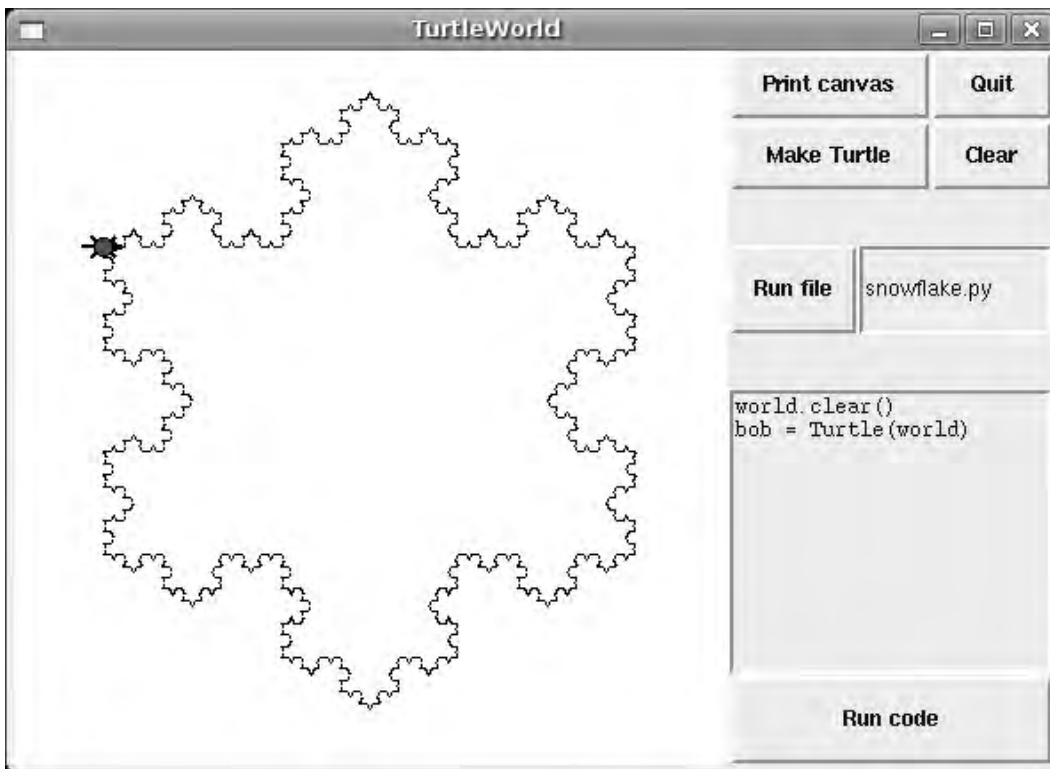 TurtleWorld
Print canvas
Quit
Make Turtle
Clear
Run file
snowflake.py
world.clear()
bob = Turtle(world)
Run code